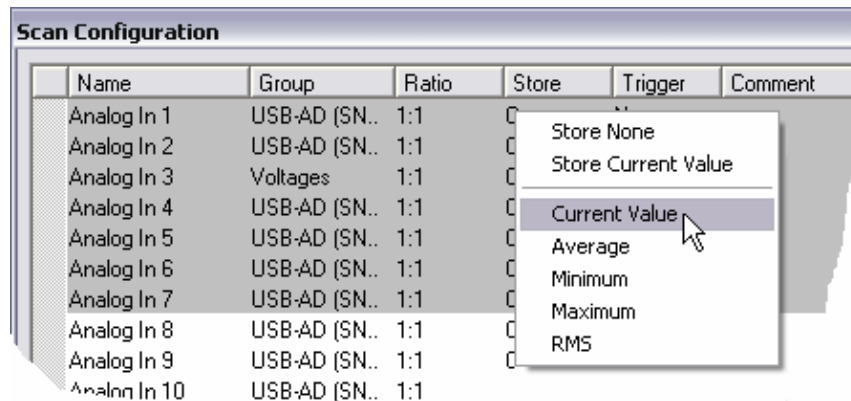 Scan Configuration
Name Group Ratio Store Trigger Comment
Analog In 1 USB-AD (SN.. 1:1
Analog In 2 USB-AD (SN.. 1:1
Analog In 3 Voltages 1:1
Analog In 4 USB-AD (SN.. 1:1
Analog In 5 USB-AD (SN.. 1:1
Analog In 6 USB-AD (SN.. 1:1
Analog In 7 USB-AD (SN.. 1:1
Analog In 8 USB-AD (SN.. 1:1
Analog In 9 USB-AD (SN.. 1:1
Analog In 10 USB-AD (SN.. 1:1
Store None
Store Current Value
Current Value
Average
Minimum
Maximum
RMS